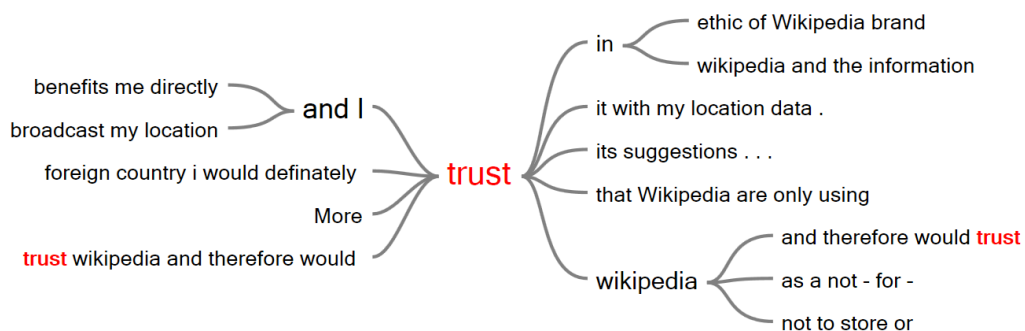 benefits me directly
broadcast my location
and I
foreign country i would definately
More
trust wikipedia and therefore would
trust
in
ethic of Wikipedia brand
wikipedia and the information
it with my location data .
its suggestions . . .
that Wikipedia are only using
wikipedia
and therefore would trust
as a not - for -
not to store or